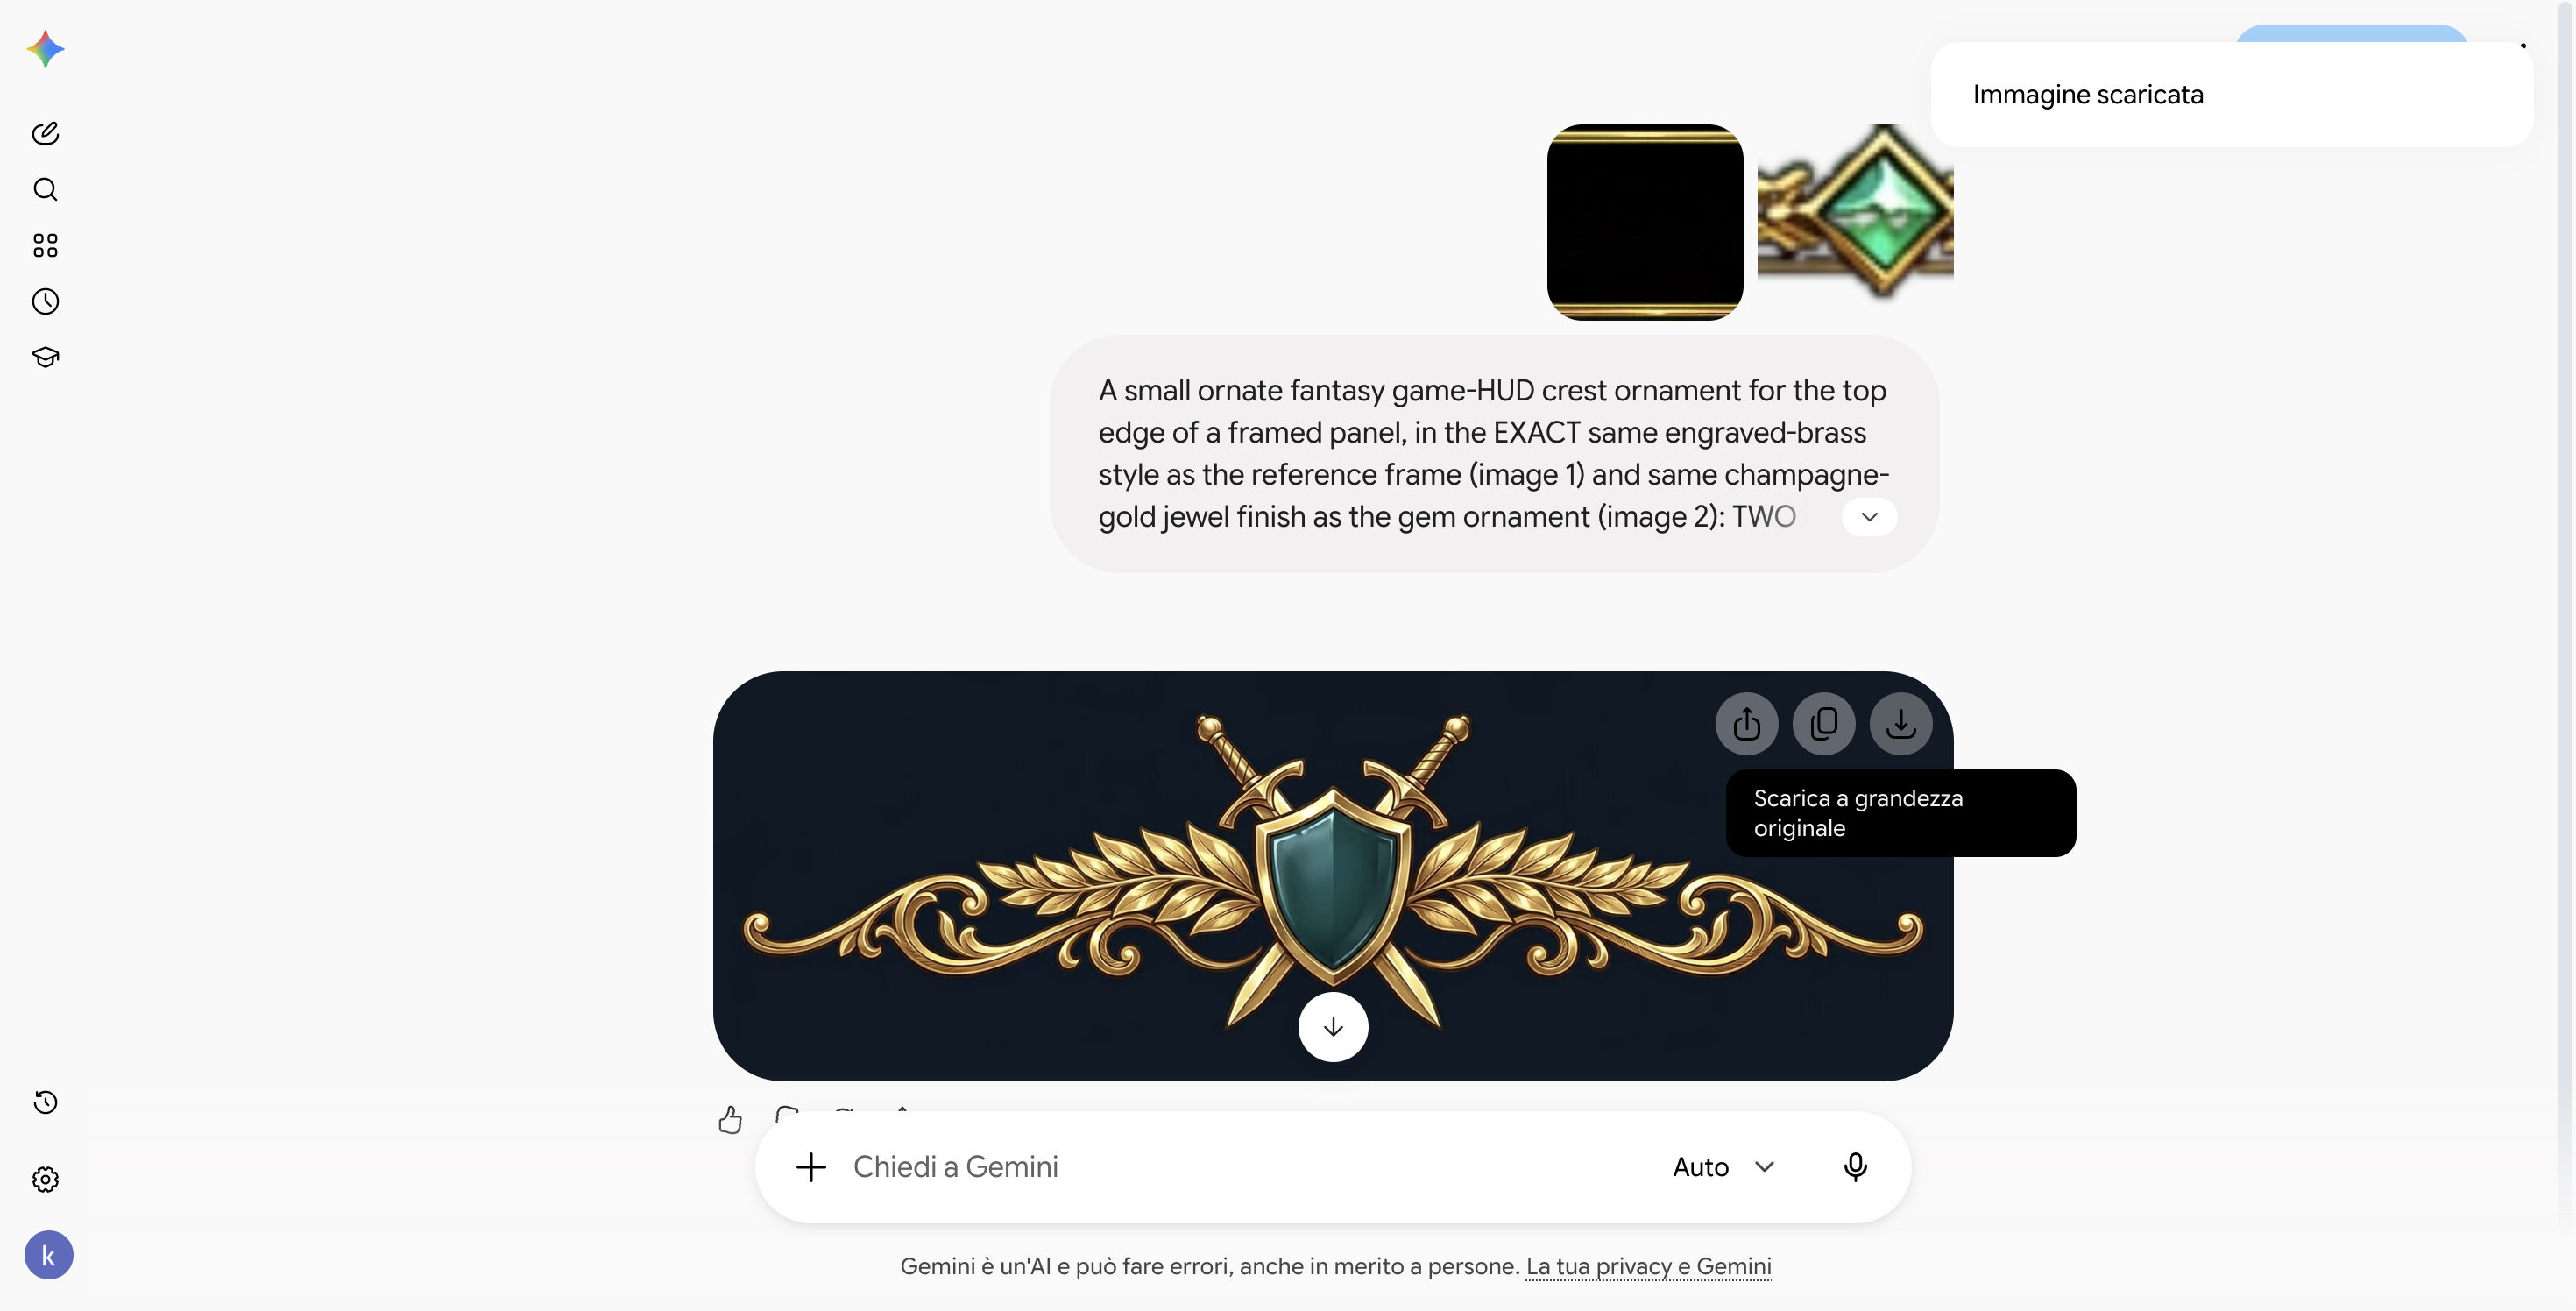 Immagine scaricata
A small ornate fantasy game-HUD crest ornament for the top
edge of a framed panel, in the EXACT same engraved-brass
style as the reference frame (image 1) and same champagne-
gold jewel finish as the gem ornament (image 2): TWO
Scarica a grandezza
originale
Chiedi a Gemini
Auto
k
Gemini è un'AI e può fare errori, anche in merito a persone. La tua privacy e Gemini